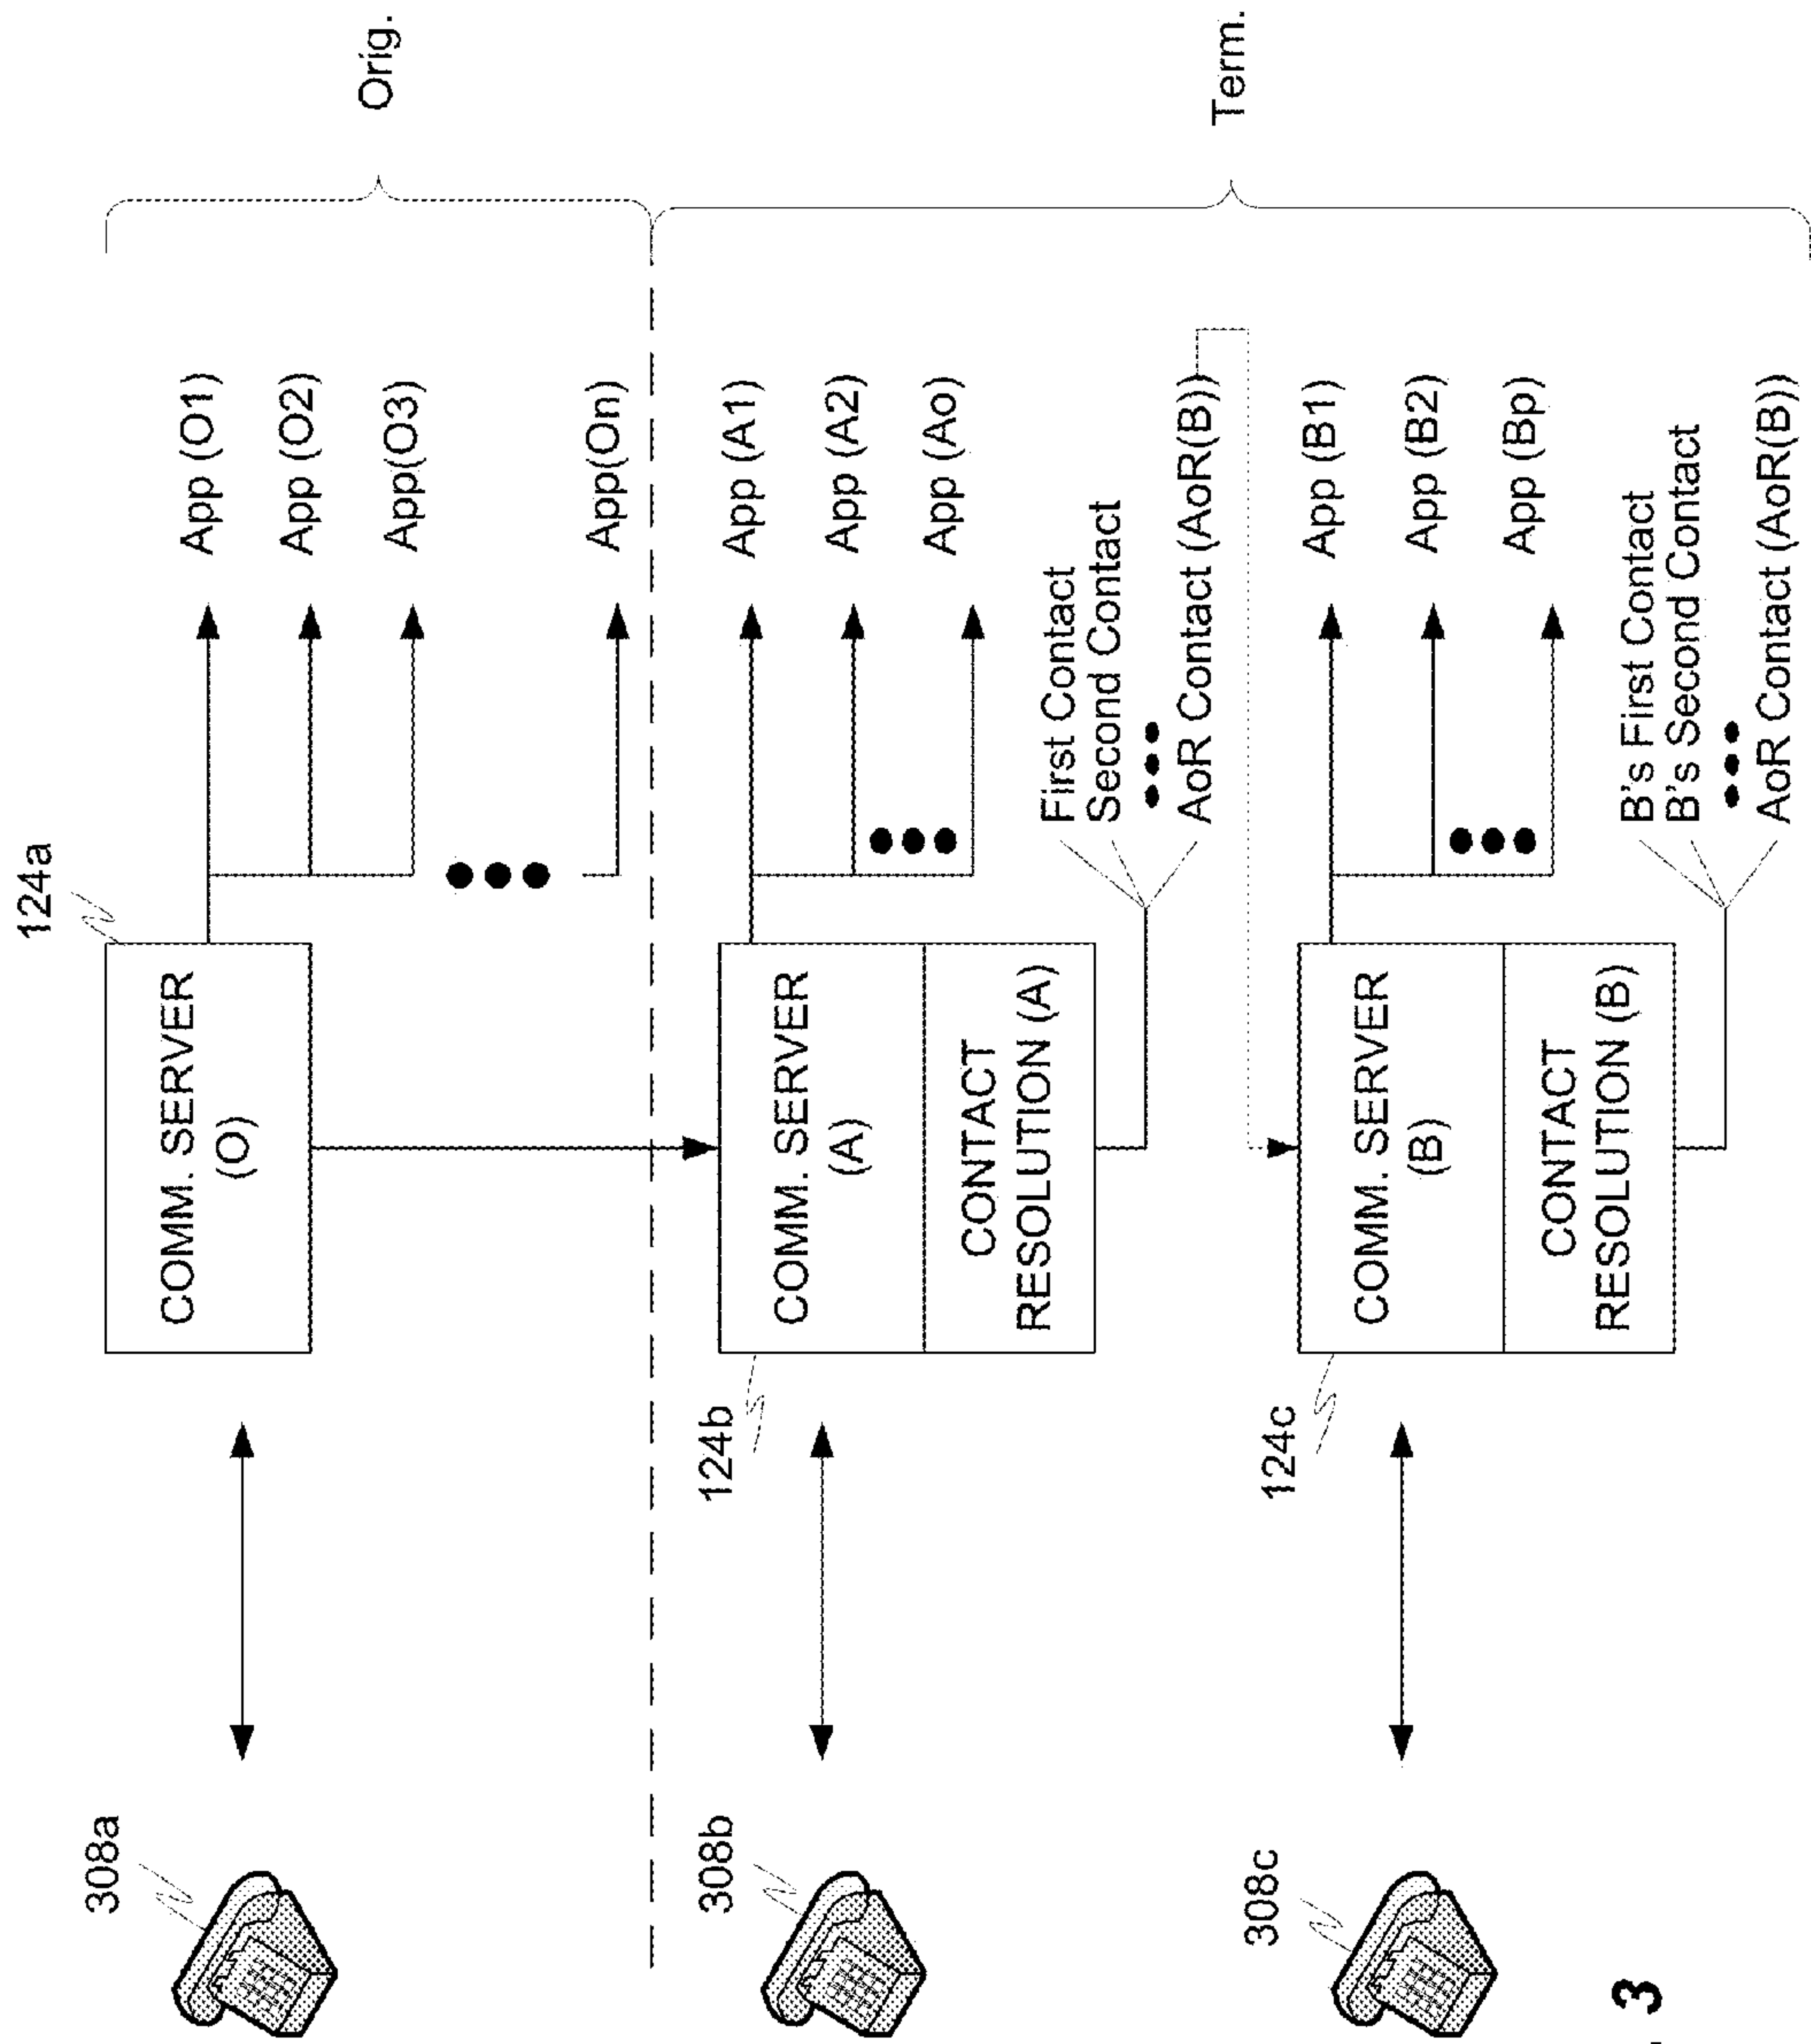 124a
308a
COMM. SERVER
(O)
App (O1)
App (O2)
App(O3)
App(On)
Orig.
308b
124b
COMM. SERVER
(A)
CONTACT
RESOLUTION (A)
App (A1)
App (A2)
App (Ao)
First Contact
Second Contact
AoR Contact (AoR(B))
Term.
308c
124c
COMM. SERVER
(B)
CONTACT
RESOLUTION (B)
App (B1)
App (B2)
App (Bp)
B's First Contact
B's Second Contact
AoR Contact (AoR(B))
3